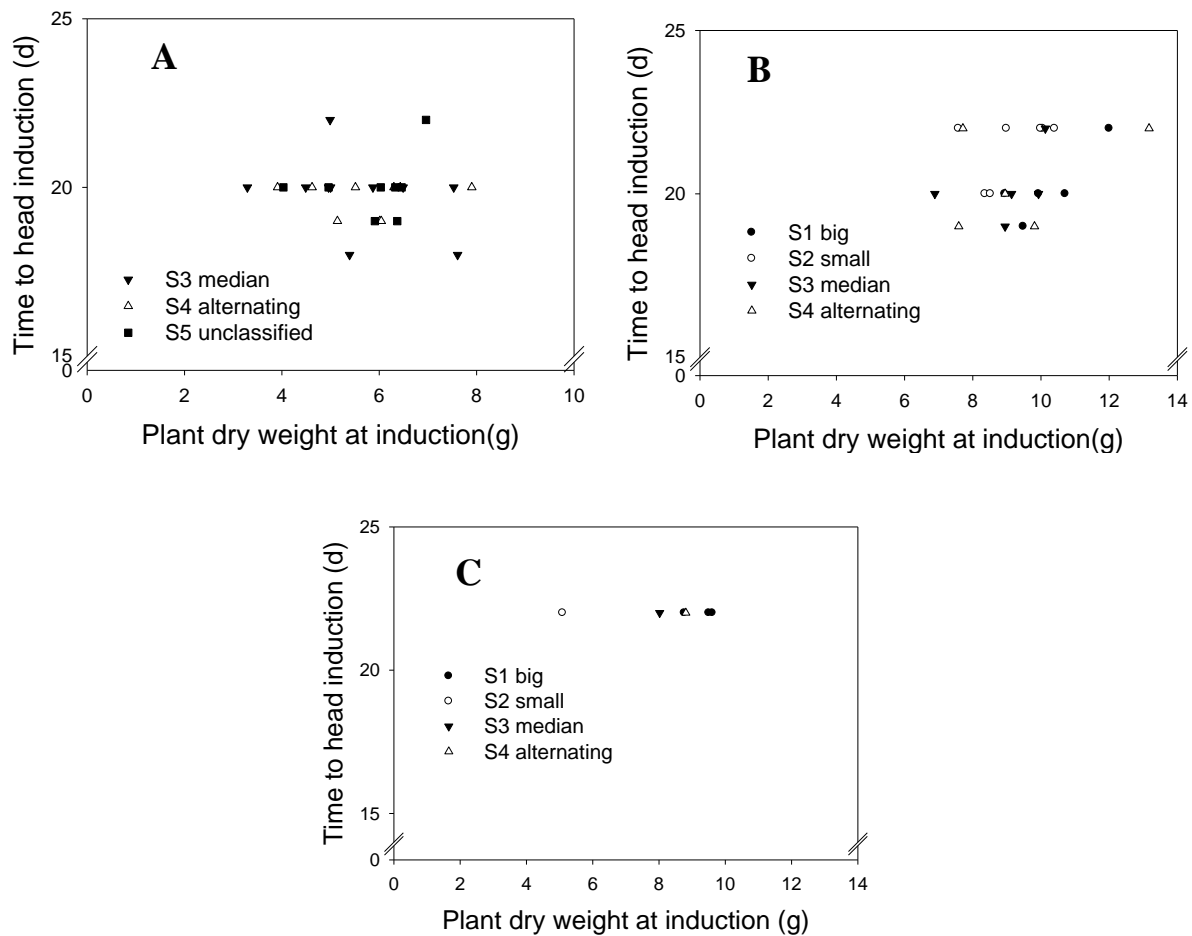 A
Time to head induction (d)
25
20
15
0
S3 median
S4 alternating
S5 unclassified
0 2 4 6 8 10
Plant dry weight at induction(g)
B
Time to head induction (d)
25
20
15
0
S1 big
S2 small
S3 median
S4 alternating
0 2 4 6 8 10 12 14
Plant dry weight at induction(g)
C
Time to head induction (d)
25
20
15
0
S1 big
S2 small
S3 median
S4 alternating
0 2 4 6 8 10 12 14
Plant dry weight at induction (g)